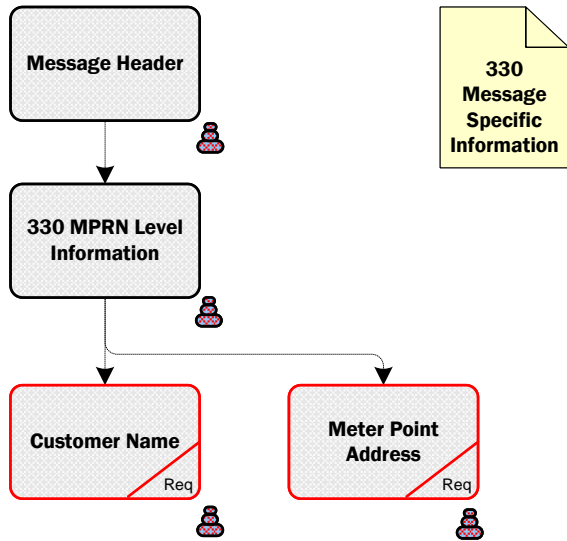 Message Header
330
Message
Specific
Information
330 MPRN Level
Information
Customer Name
Req
Meter Point
Address
Req